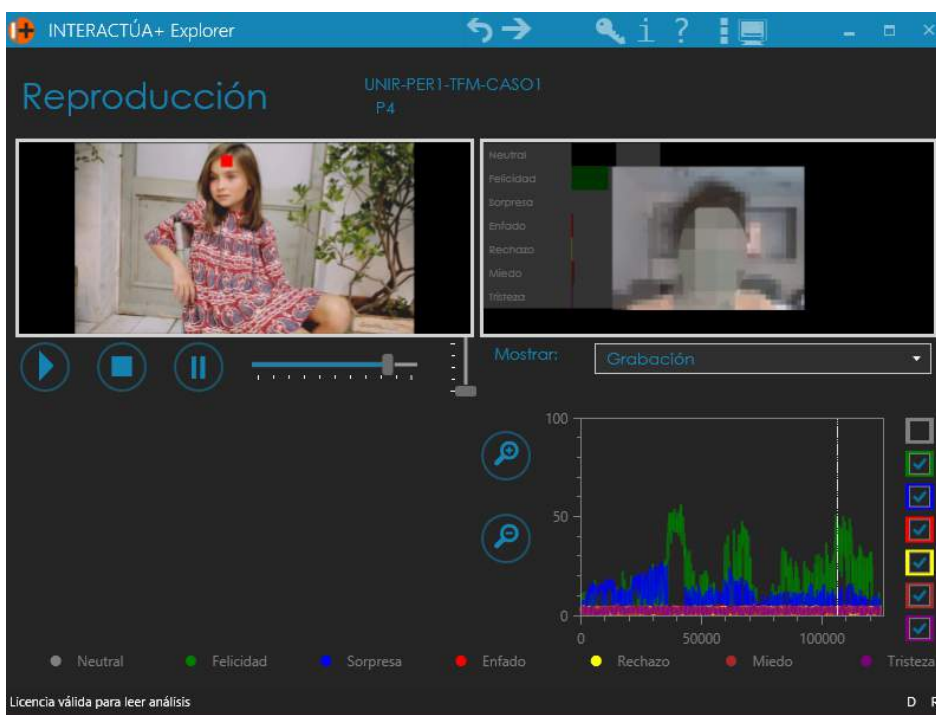 INTERACTÚA+ Explorer
Reproducción
UNIR-PER1-TFM-CASO1
P4
Neutral
Felicidad
Sorpresa
Enfado
Rechazo
Miedo
Tristeza
Mostrar:
Grabación
100
50
0
0 50000 100000
Neutral Felicidad Sorpresa Enfado Rechazo Miedo Tristeza
Licencia válida para leer análisis
D R